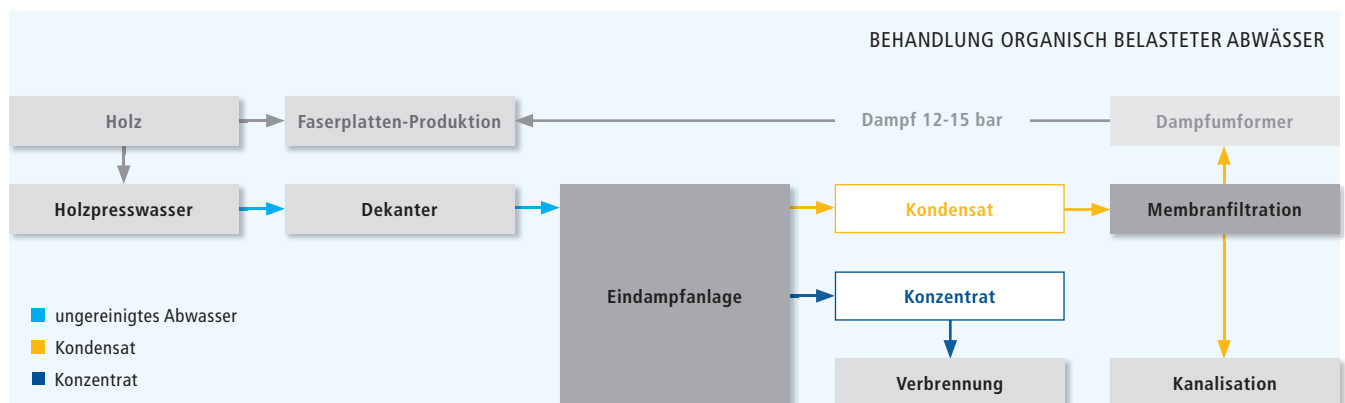 BEHANDLUNG ORGANISCH BELASTETER ABWÄSSER
Holz
Faserplatten-Produktion
Dampf 12-15 bar
Dampfumformer
Holzpresswasser
Dekanter
Kondensat
Membranfiltration
Eindampfanlage
Konzentrat
ungereinigtes Abwasser
Kondensat
Konzentrat
Verbrennung
Kanalisation